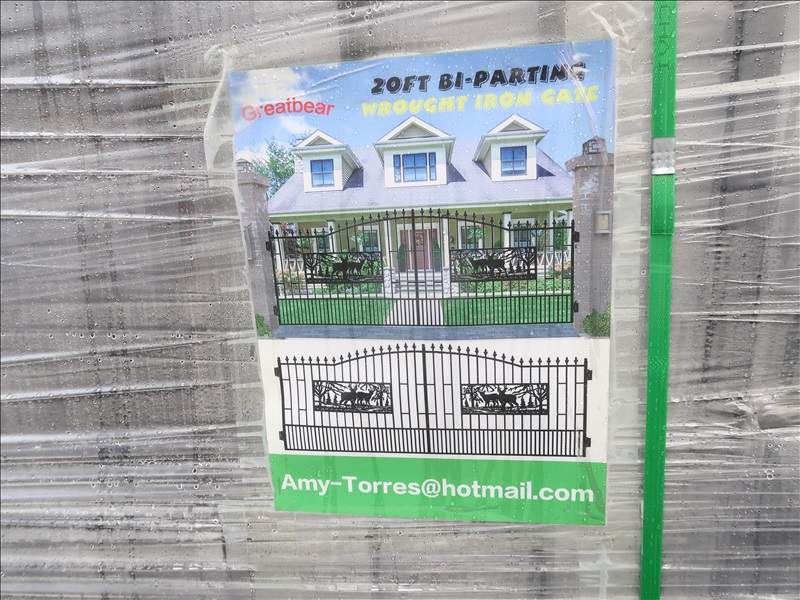 Greatbear
20FT BI-PARTING
WROUGHT IRON GATE
Amy-Torres@hotmail.com